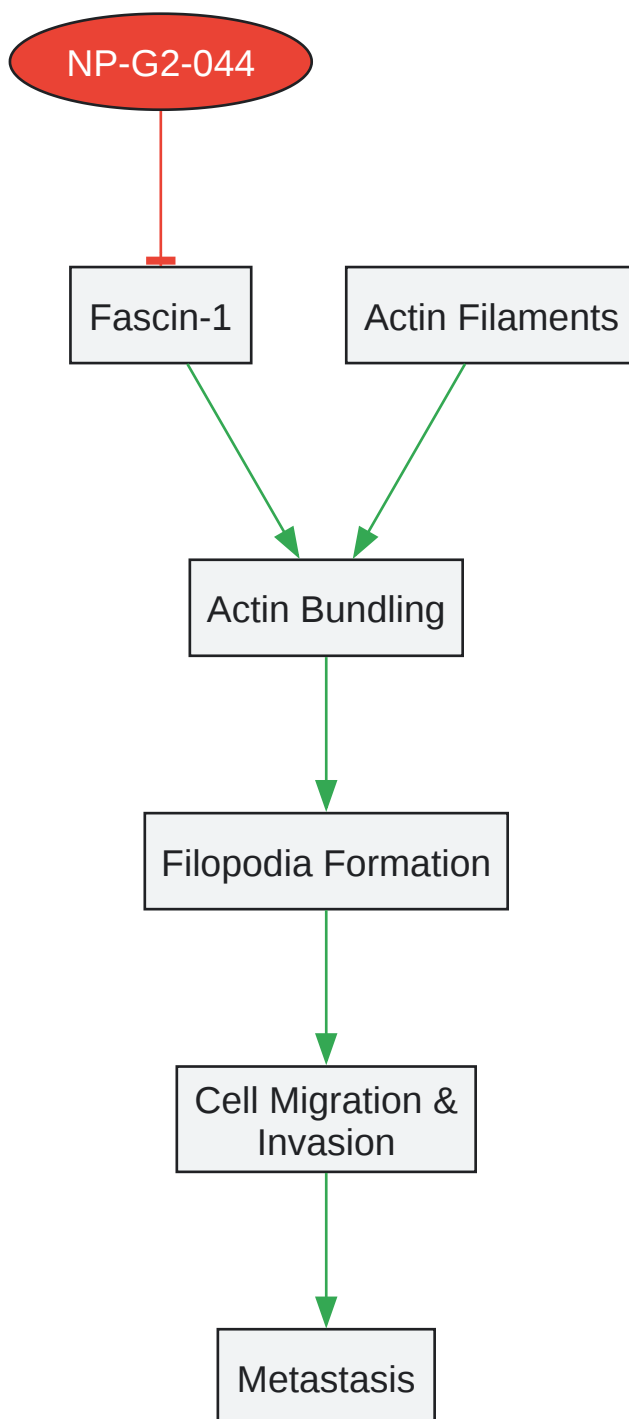 NP-G2-044
Fascin-1
Actin Filaments
Actin Bundling
Filopodia Formation
Cell Migration &
Invasion
Metastasis